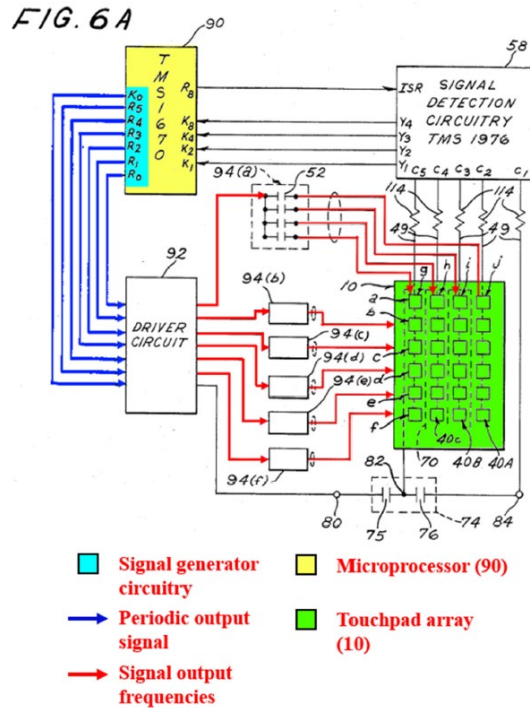 FIG. 6A
90
58
TMS1670
K0
R5
R4
R3
R2
R1
R0
R8
K8
K4
K2
K1
ISR
SIGNAL
DETECTION
CIRCUITRY
TMS 1976
Y4
Y3
Y2
Y1
C5
C4
C3
C2
C1
94(a)
52
114
114
49
49
92
DRIVER
CIRCUIT
94(b)
94(c)
94(d)
94(e)
94(f)
10
g
h
i
j
a
b
c
d
e
f
70
40C
40B
40A
82
80
75
76
74
84
Signal generator
circuitry
Microprocessor (90)
Periodic output
signal
Touchpad array
(10)
Signal output
frequencies